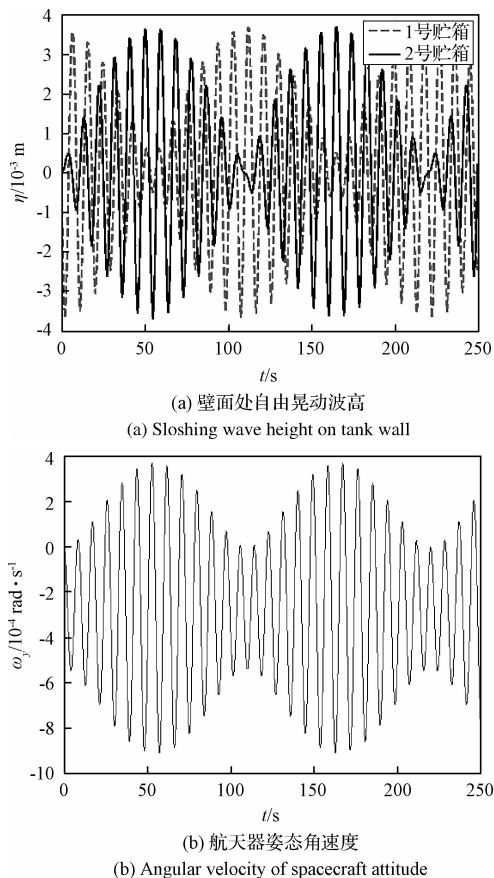 η/10⁻³ m
4
3
2
1
0
-1
-2
-3
-4
1号贮箱
2号贮箱
0 50 100 150 200 250
t/s
(a) 壁面处自由晃动波高
(a) Sloshing wave height on tank wall
ω_y/10⁻⁴ rad·s⁻¹
4
2
0
-2
-4
-6
-8
-10
0 50 100 150 200 250
t/s
(b) 航天器姿态角速度
(b) Angular velocity of spacecraft attitude